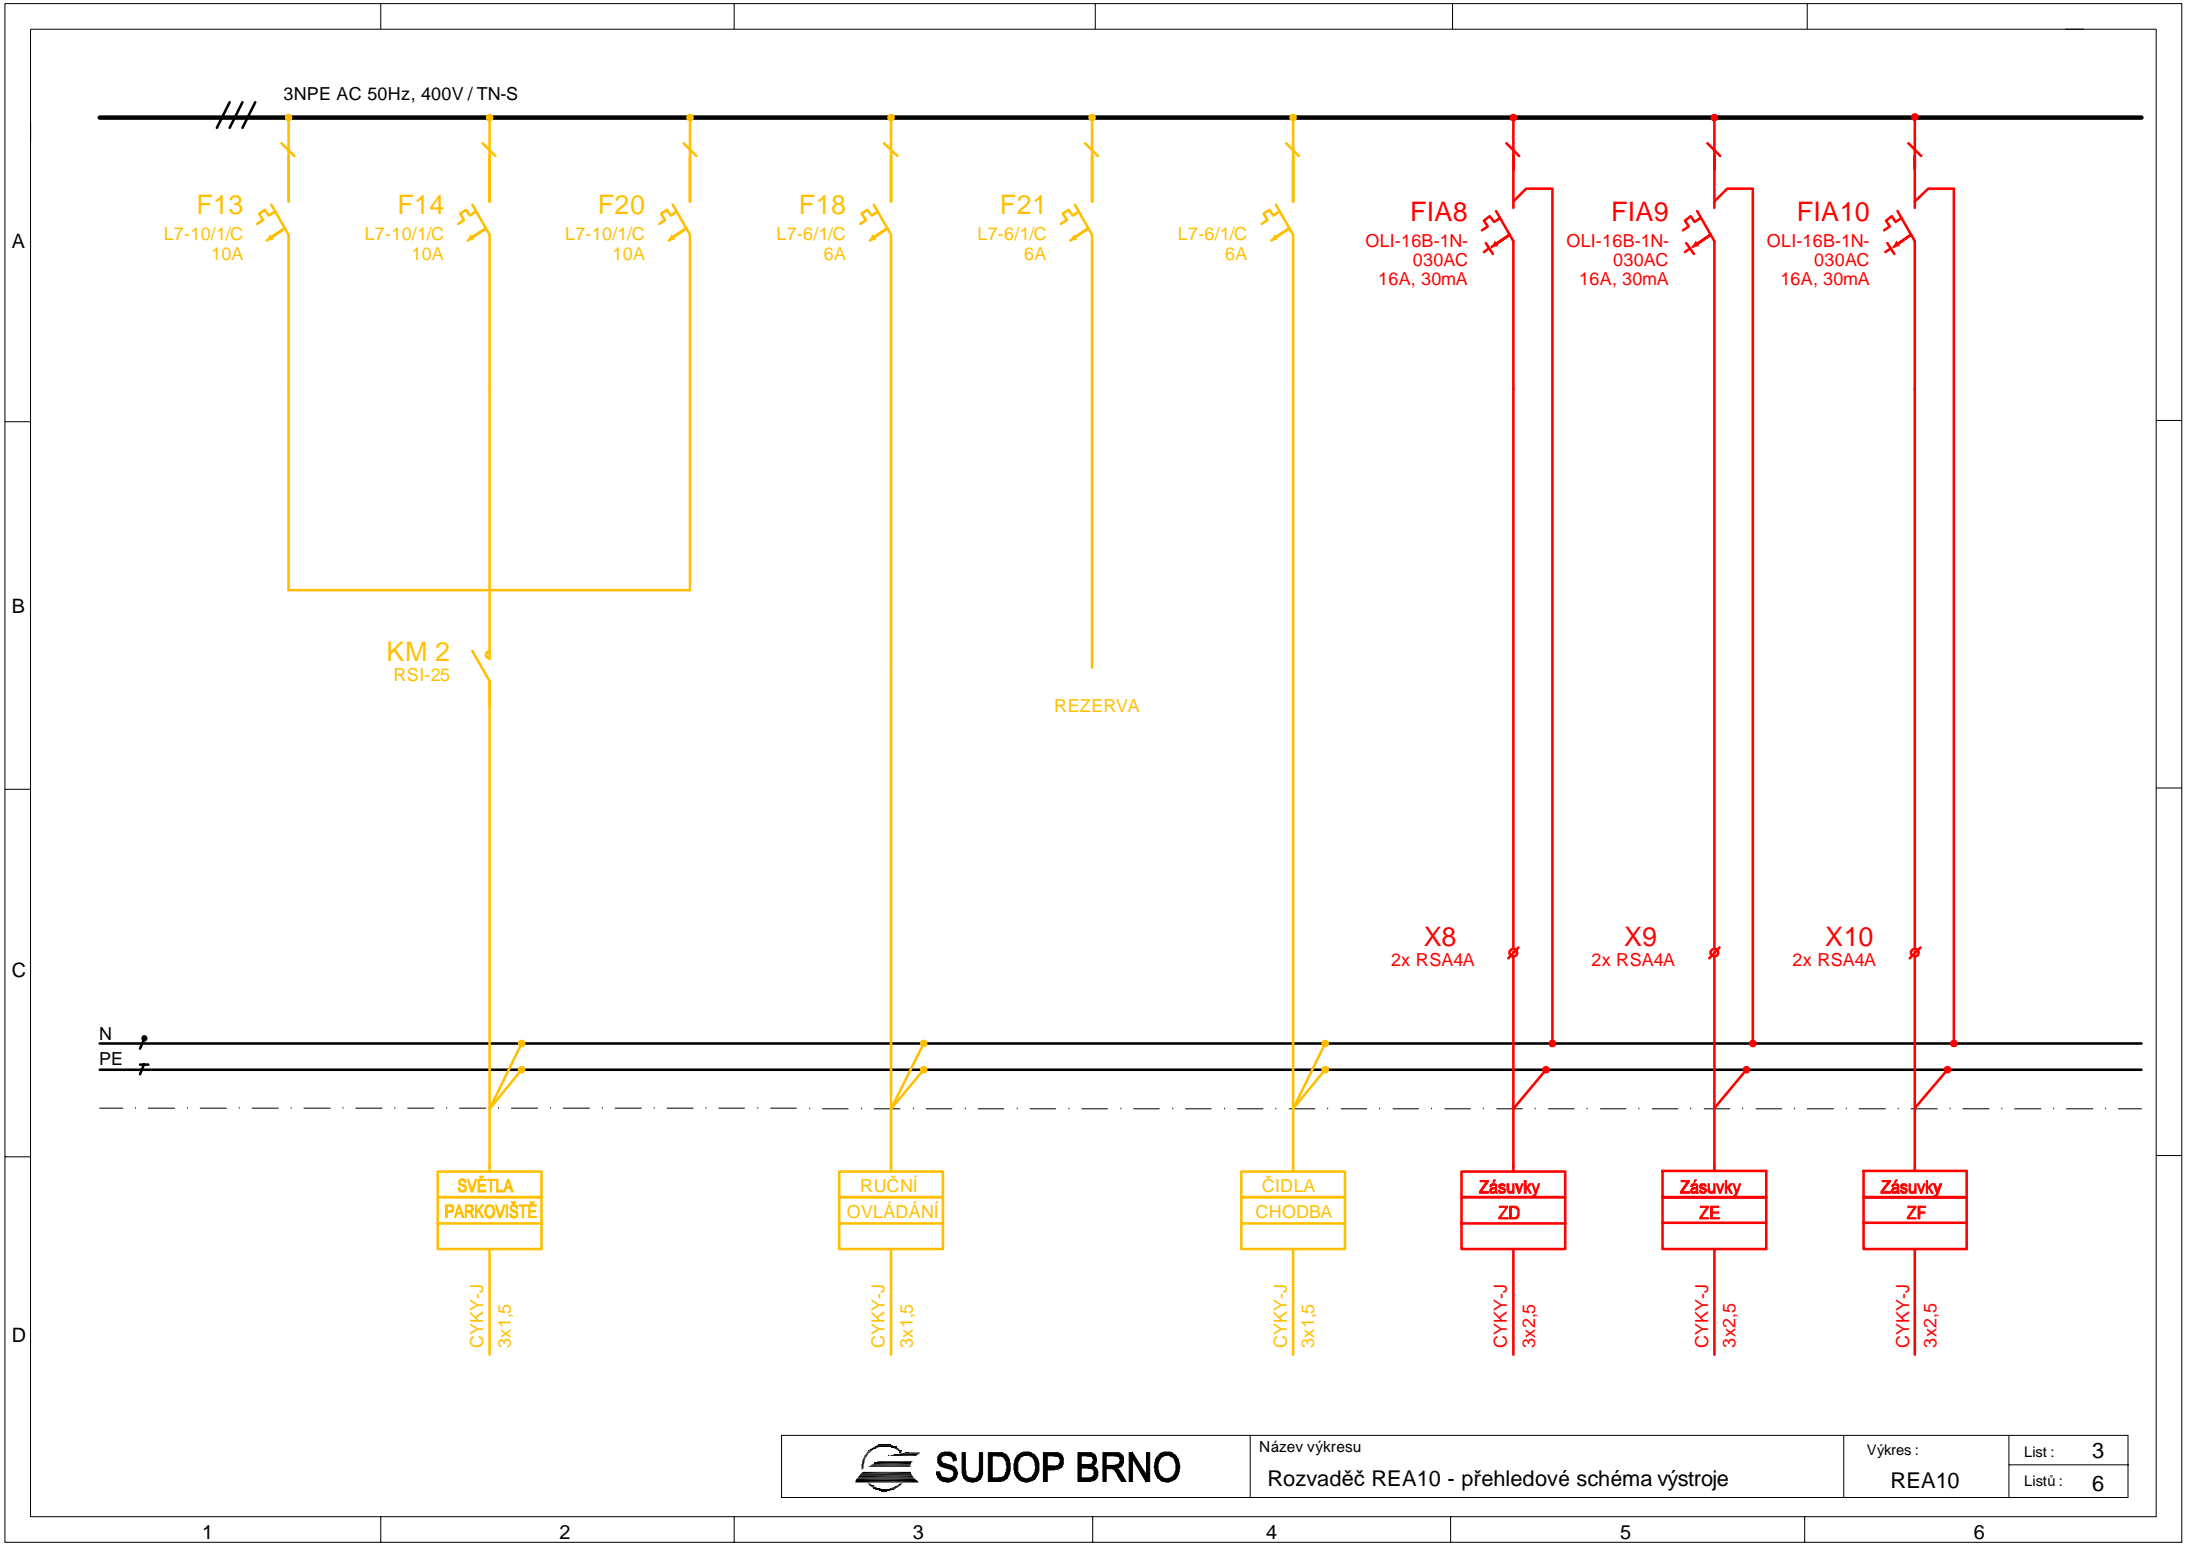 3NPE AC 50Hz, 400V / TN-S
A
F13
L7-10/1/C
10A
F14
L7-10/1/C
10A
F20
L7-10/1/C
10A
F18
L7-6/1/C
6A
F21
L7-6/1/C
6A
L7-6/1/C
6A
FIA8
OLI-16B-1N-
030AC
16A, 30mA
FIA9
OLI-16B-1N-
030AC
16A, 30mA
FIA10
OLI-16B-1N-
030AC
16A, 30mA
B
KM 2
RSI-25
REZERVA
C
X8
2x RSA4A
X9
2x RSA4A
X10
2x RSA4A
N
PE
SVĚTLA
PARKOVIŠTĚ
RUČNÍ
OVLÁDÁNÍ
ČIDLA
CHODBA
Zásuvky
ZD
Zásuvky
ZE
Zásuvky
ZF
D
CYKY-J
3x1,5
CYKY-J
3x1,5
CYKY-J
3x1,5
CYKY-J
3x2,5
CYKY-J
3x2,5
CYKY-J
3x2,5
SUDOP BRNO
Název výkresu
Rozvaděč REA10 - přehledové schéma výstroje
Výkres :
REA10
List : 3
Listů : 6
1 2 3 4 5 6